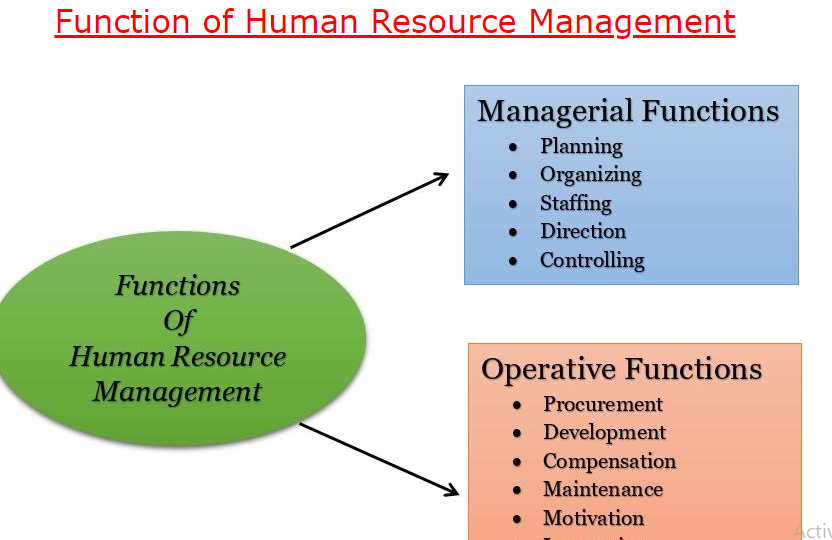 Function of Human Resource Management
Functions
Of
Human Resource
Management
Managerial Functions
• Planning
• Organizing
• Staffing
• Direction
• Controlling
Operative Functions
• Procurement
• Development
• Compensation
• Maintenance
• Motivation